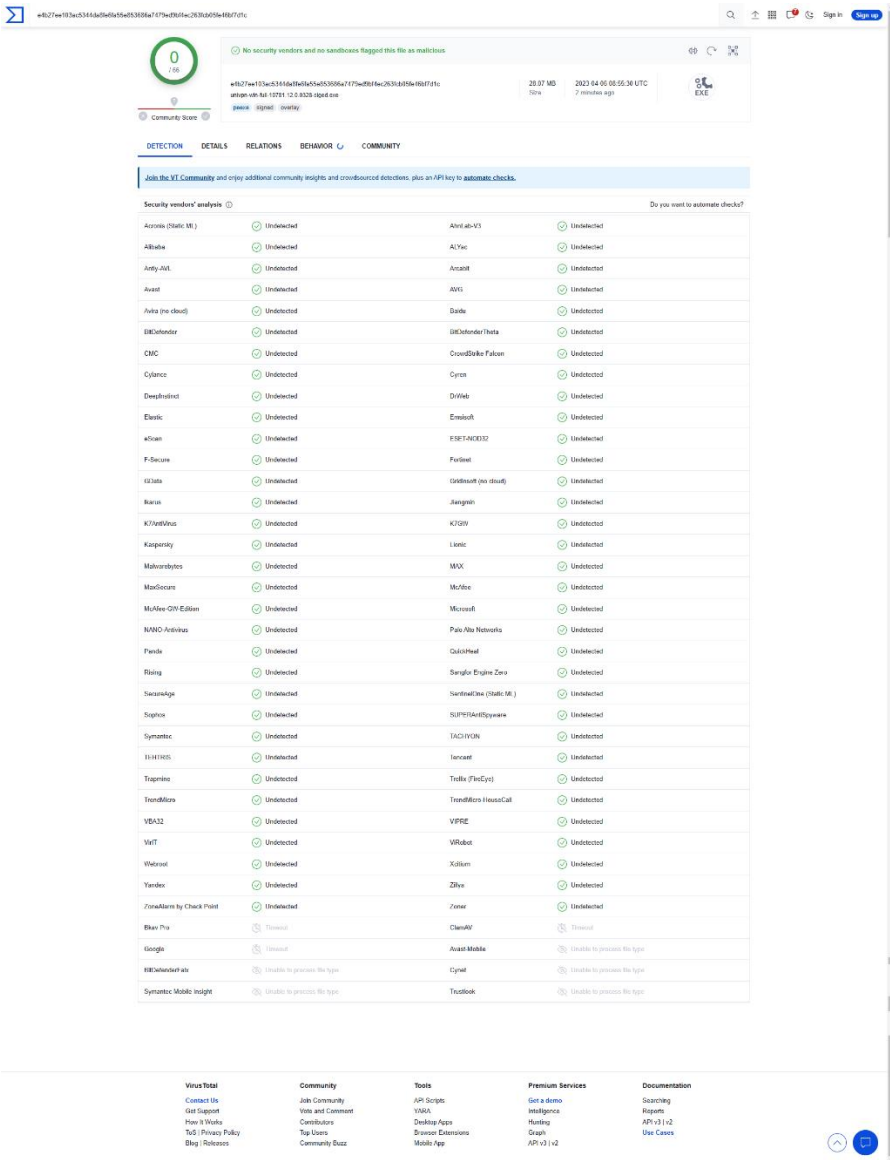 Sign in Sign up
0
/ 66
Community Score
No security vendors and no sandboxes flagged this file as malicious
28.07 MB
Size
7 minutes ago
EXE
peexe signed overlay
DETECTION DETAILS RELATIONS BEHAVIOR COMMUNITY
Join the VT Community and enjoy additional community insights and crowdsourced detections, plus an API key to automate checks.
Security vendors' analysis Do you want to automate checks?
Acronis (Static ML) Undetected AhnLab-V3 Undetected
Alibaba Undetected ALYac Undetected
Antiy-AVL Undetected Arcabit Undetected
Avast Undetected AVG Undetected
Avira (no cloud) Undetected Baidu Undetected
BitDefender Undetected BitDefenderTheta Undetected
CMC Undetected CrowdStrike Falcon Undetected
Cylance Undetected Cyren Undetected
DeepInstinct Undetected DrWeb Undetected
Elastic Undetected Emsisoft Undetected
eScan Undetected ESET-NOD32 Undetected
F-Secure Undetected Fortinet Undetected
GData Undetected Gridinsoft (no cloud) Undetected
Ikarus Undetected Jiangmin Undetected
K7AntiVirus Undetected K7GW Undetected
Kaspersky Undetected Lionic Undetected
Malwarebytes Undetected MAX Undetected
MaxSecure Undetected McAfee Undetected
McAfee-GW-Edition Undetected Microsoft Undetected
NANO-Antivirus Undetected Palo Alto Networks Undetected
Panda Undetected QuickHeal Undetected
Rising Undetected Sangfor Engine Zero Undetected
SecureAge Undetected SentinelOne (Static ML) Undetected
Sophos Undetected SUPERAntiSpyware Undetected
Symantec Undetected TACHYON Undetected
TEHTRIS Undetected Tencent Undetected
Trapmine Undetected Trellix (FireEye) Undetected
TrendMicro Undetected TrendMicro-HouseCall Undetected
VBA32 Undetected VIPRE Undetected
VirIT Undetected ViRobot Undetected
Webroot Undetected Xcitium Undetected
Yandex Undetected Zillya Undetected
ZoneAlarm by Check Point Undetected Zoner Undetected
Bkav Pro Timeout ClamAV Timeout
Google Timeout Avast-Mobile Unable to process file type
BitDefenderFalx Unable to process file type Cynet Unable to process file type
Symantec Mobile Insight Unable to process file type Trustlook Unable to process file type
VirusTotal Community Tools Premium Services Documentation
Contact Us Join Community API Scripts Get a demo Searching
Get Support Vote and Comment YARA Intelligence Reports
How It Works Contributors Desktop Apps Hunting API v3 | v2
ToS | Privacy Policy Top Users Browser Extensions Graph Use Cases
Blog | Releases Community Buzz Mobile App API v3 | v2